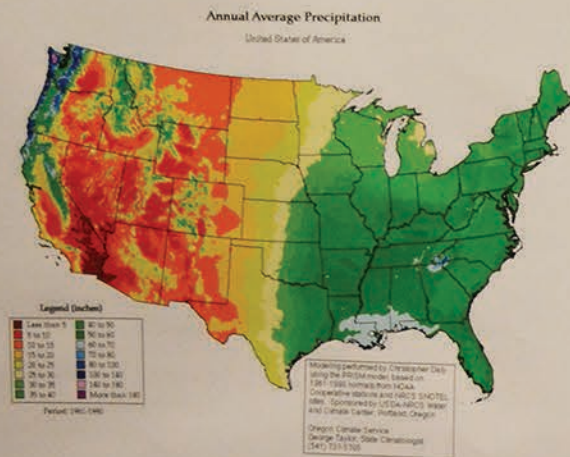 Annual Average Precipitation
United States of America
Legend (inches)
Less than 5
5 to 10
10 to 15
15 to 20
20 to 25
25 to 30
30 to 35
35 to 40
40 to 50
50 to 60
60 to 70
70 to 80
80 to 100
100 to 140
140 to 180
More than 180
Period: 1961-1990
Modeling performed by Christopher Daly
using the PRISM model, based on
1961-1990 normals from NOAA
Cooperative stations and NRCS SNOTEL
sites. Sponsored by USDA-NRCS Water
and Climate Center, Portland, Oregon
Oregon Climate Service
George Taylor, State Climatologist
(541)